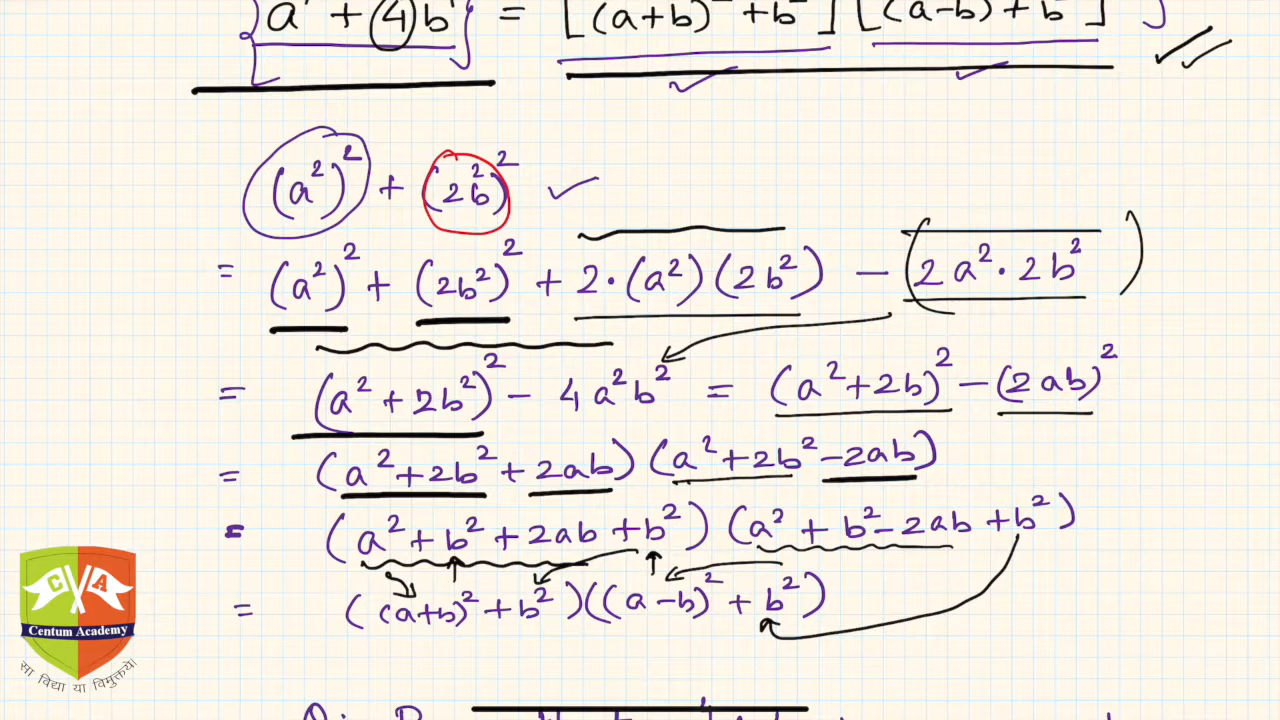 a⁴ + 4b⁴ = [(a+b)² + b²] [(a-b)² + b²]
(a²)² + (2b²)²
= (a²)² + (2b²)² + 2·(a²)(2b²) − (2a²·2b²)
= (a² + 2b²)² − 4a²b² = (a² + 2b)² − (2ab)²
= (a² + 2b² + 2ab) (a² + 2b² − 2ab)
= (a² + b² + 2ab + b²) (a² + b² − 2ab + b²)
= ((a+b)² + b²)((a−b)² + b²)
C A
Centum Academy
सा विद्या या विमुक्तये।